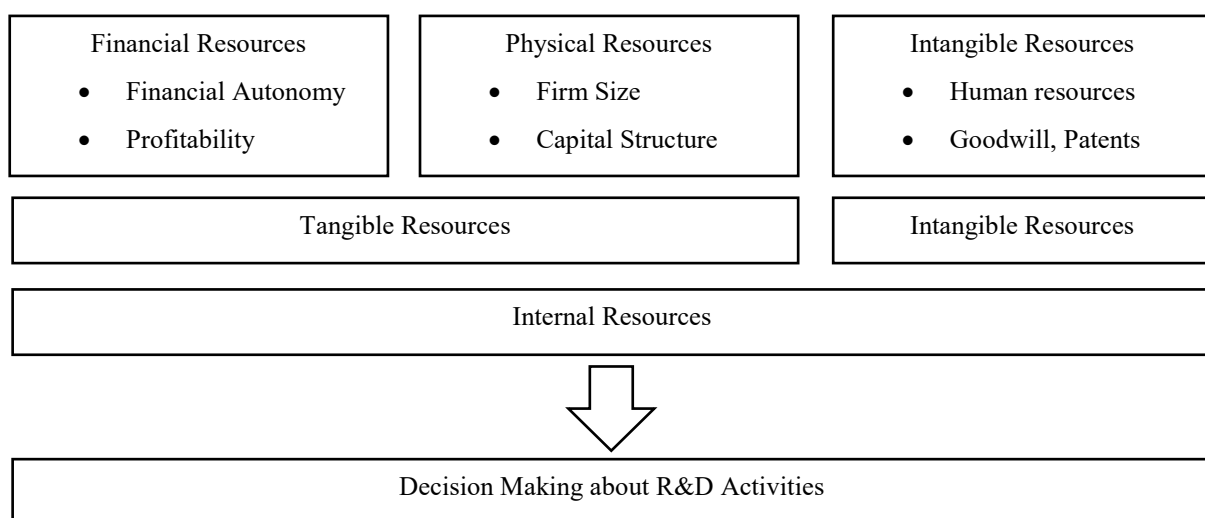 Financial Resources
• Financial Autonomy
• Profitability
Physical Resources
• Firm Size
• Capital Structure
Intangible Resources
• Human resources
• Goodwill, Patents
Tangible Resources
Intangible Resources
Internal Resources
Decision Making about R&D Activities